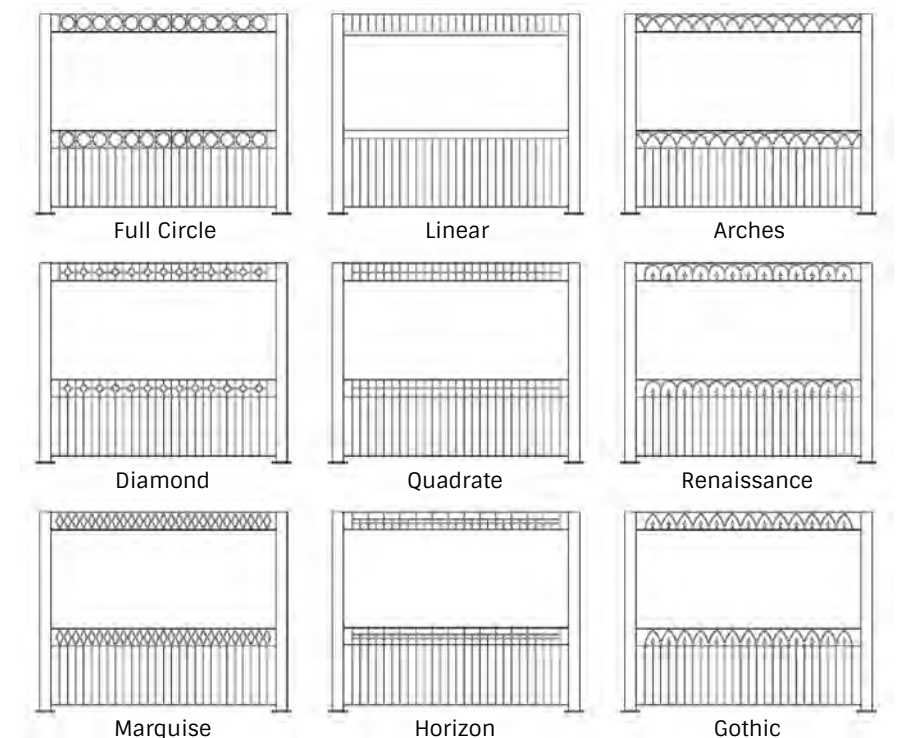 Full Circle
Linear
Arches
Diamond
Quadrate
Renaissance
Marquise
Horizon
Gothic